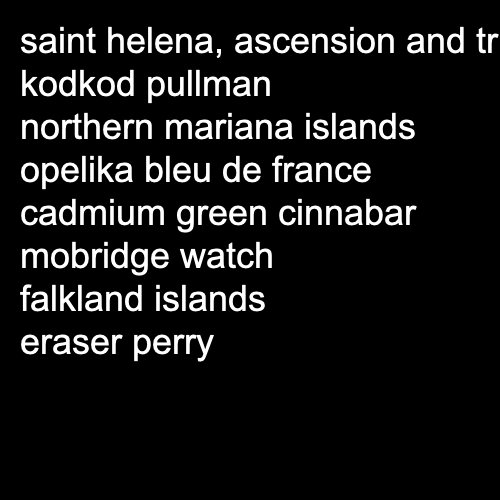 saint helena, ascension and tr
kodkod pullman
northern mariana islands
opelika bleu de france
cadmium green cinnabar
mobridge watch
falkland islands
eraser perry